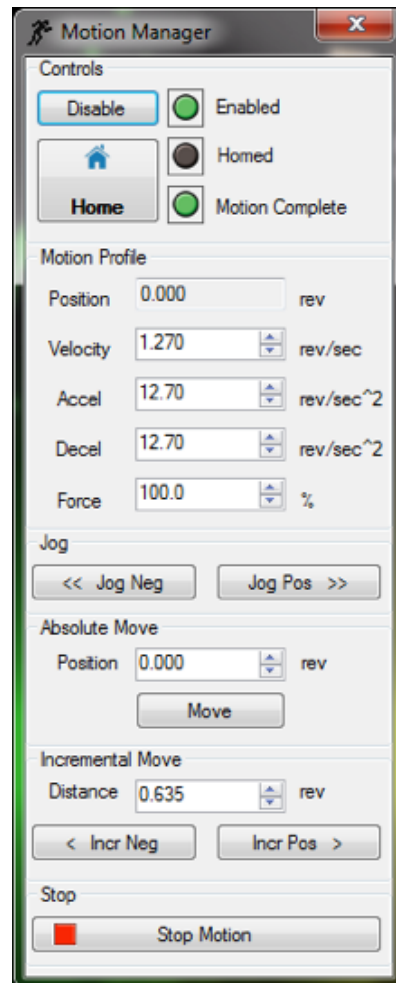 Motion Manager
Controls
Disable Enabled
Homed
Home Motion Complete
Motion Profile
Position 0.000 rev
Velocity 1.270 rev/sec
Accel 12.70 rev/sec^2
Decel 12.70 rev/sec^2
Force 100.0 %
Jog
<< Jog Neg Jog Pos >>
Absolute Move
Position 0.000 rev
Move
Incremental Move
Distance 0.635 rev
< Incr Neg Incr Pos >
Stop
Stop Motion